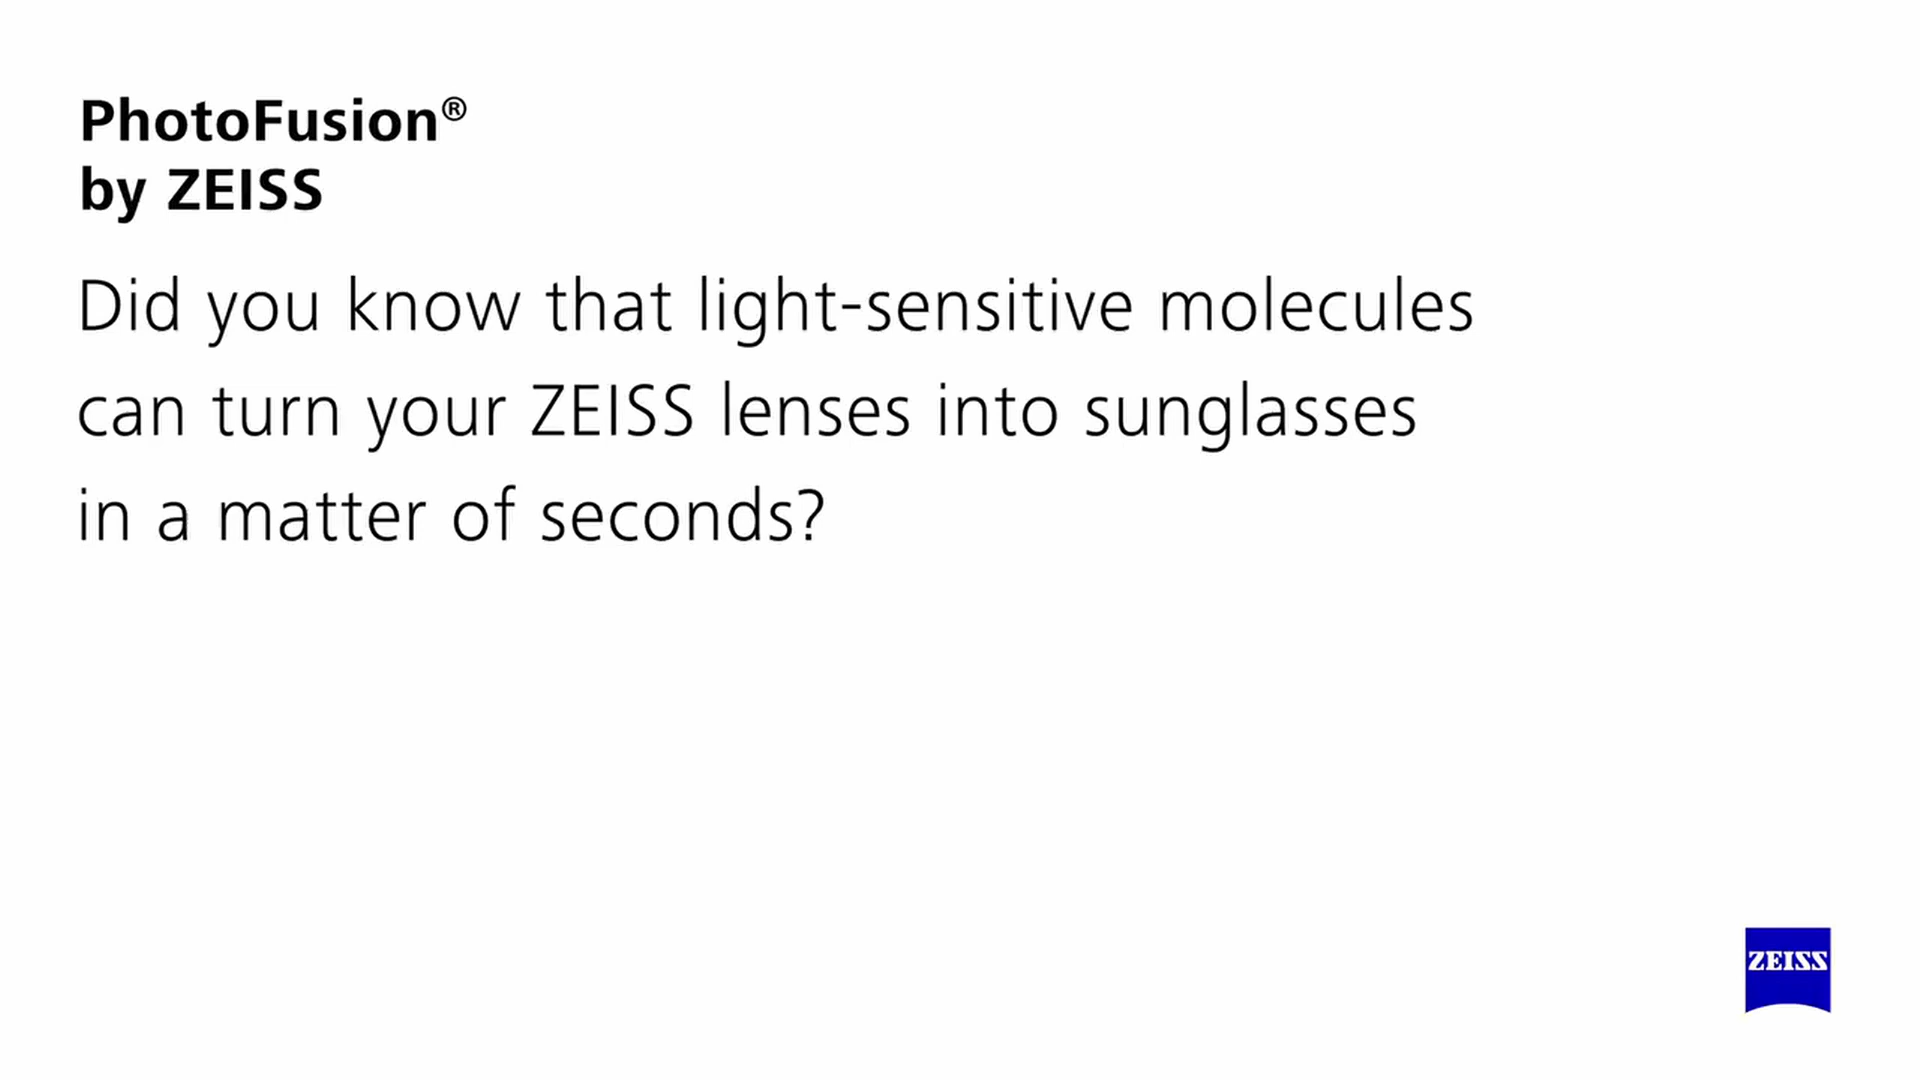 PhotoFusion®
by ZEISS
Did you know that light-sensitive molecules
can turn your ZEISS lenses into sunglasses
in a matter of seconds?
ZEISS